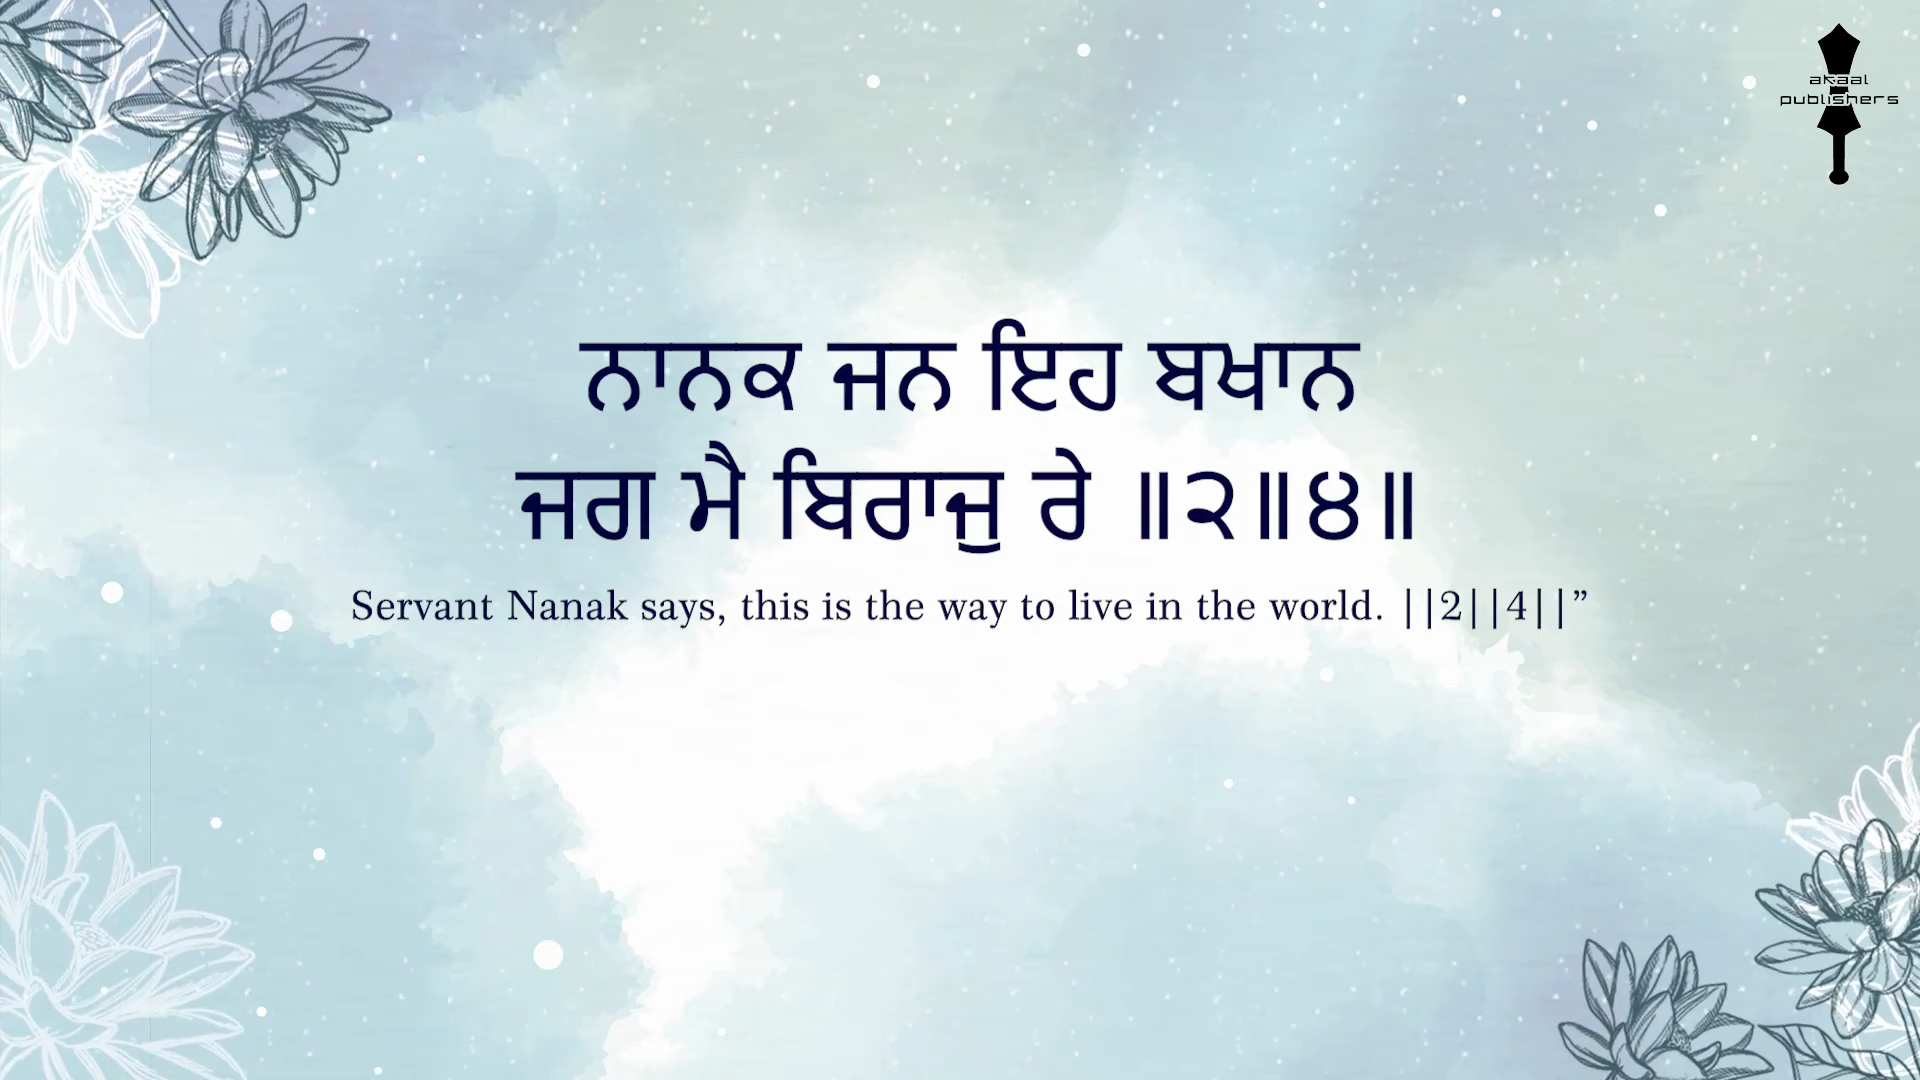 akaal
publishers
ਨਾਨਕ ਜਨ ਇਹ ਬਖਾਨ
ਜਗ ਮੈ ਬਿਰਾਜੁ ਰੇ ॥੨॥੪॥
Servant Nanak says, this is the way to live in the world. ||2||4||”